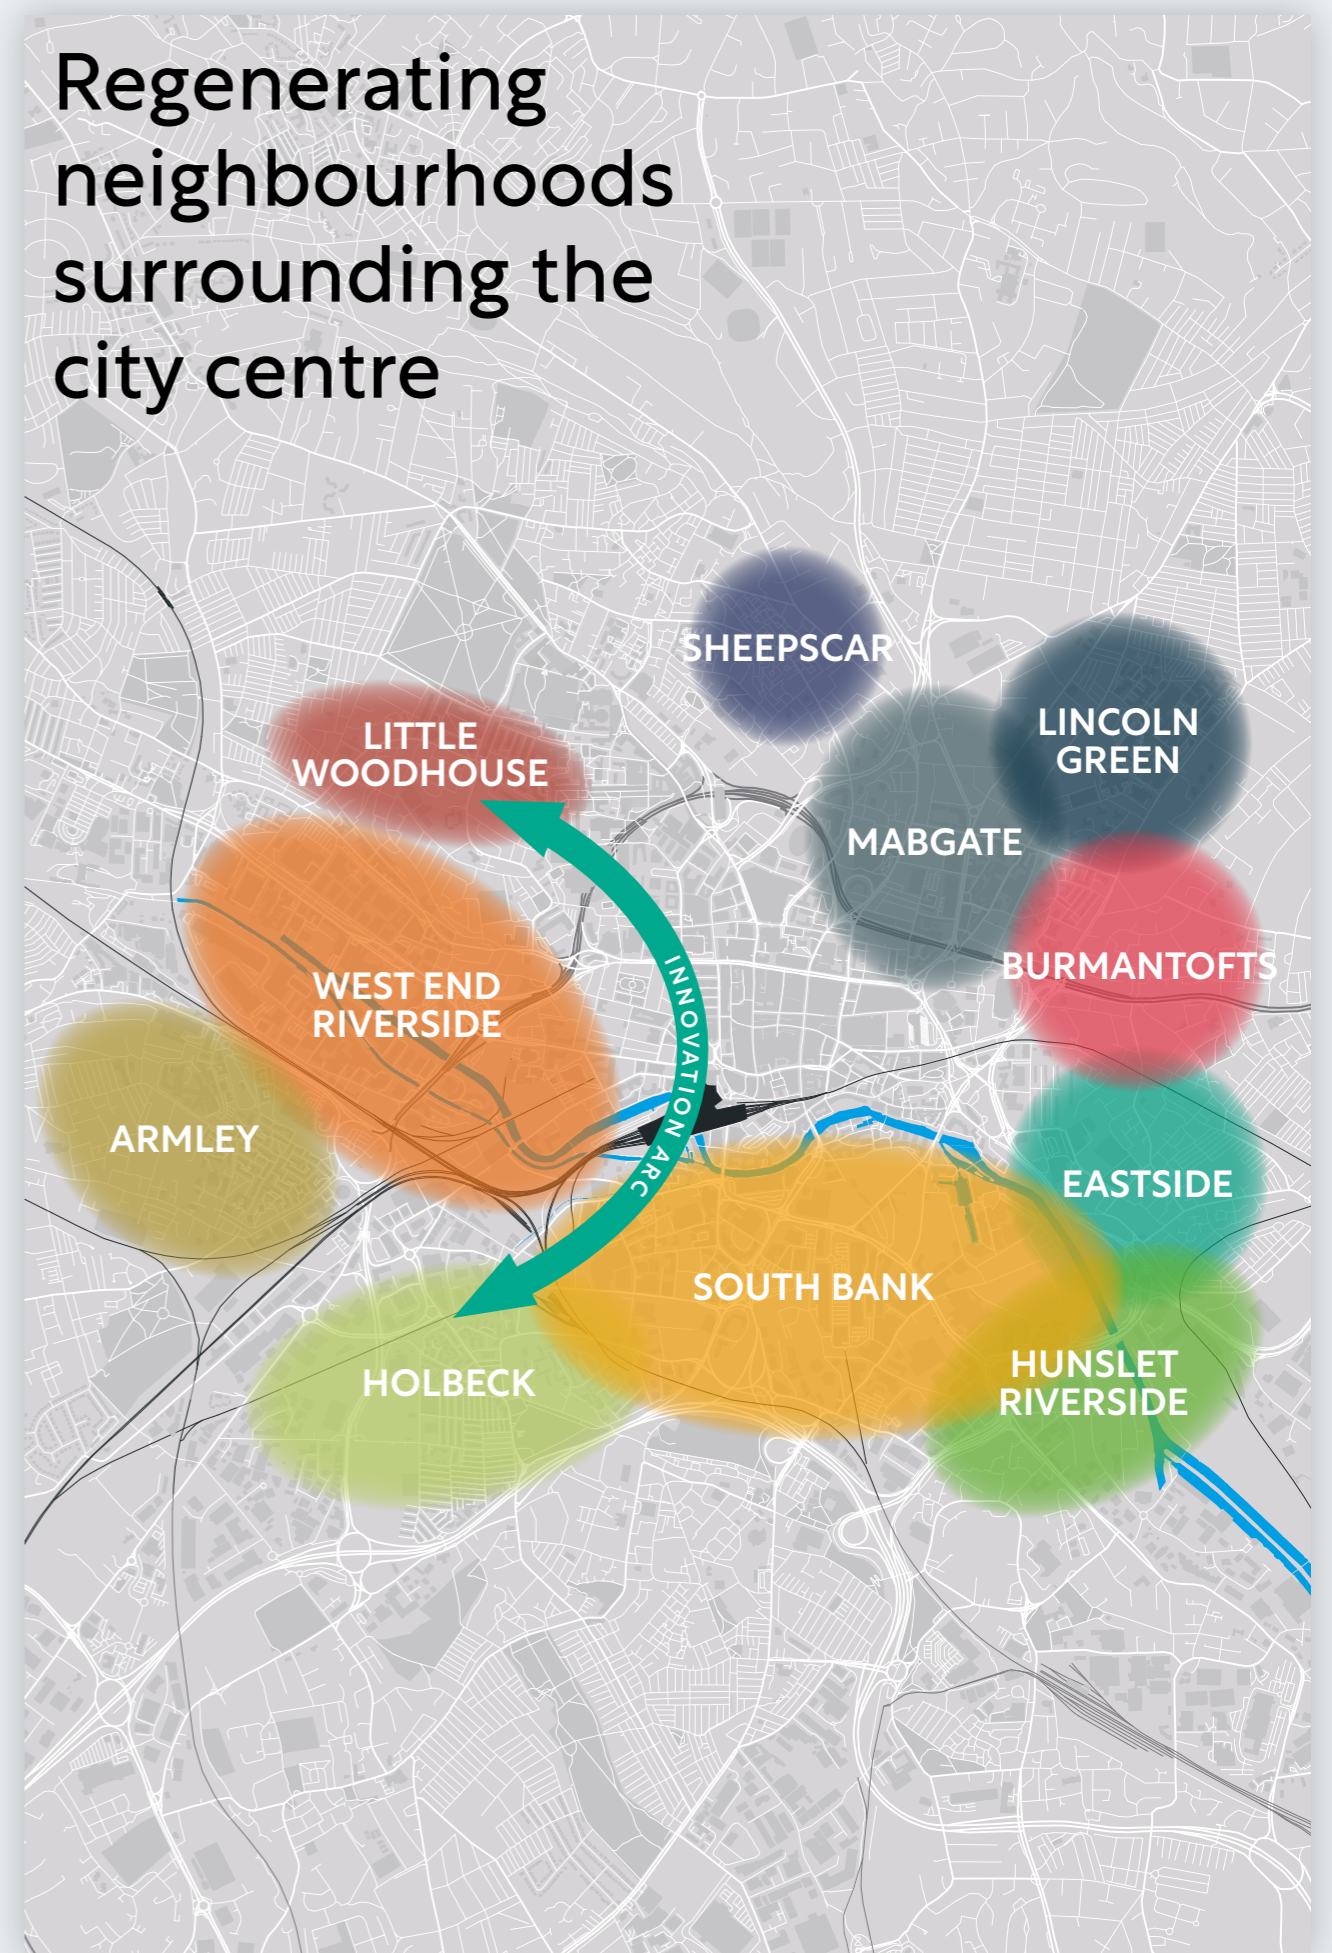 Regenerating
neighbourhoods
surrounding the
city centre
SHEEPSCAR
LINCOLN
GREEN
LITTLE
WOODHOUSE
MABGATE
BURMANTOFTS
WEST END
RIVERSIDE
INNOVATION ARC
ARMLEY
EASTSIDE
SOUTH BANK
HUNSLET
RIVERSIDE
HOLBECK